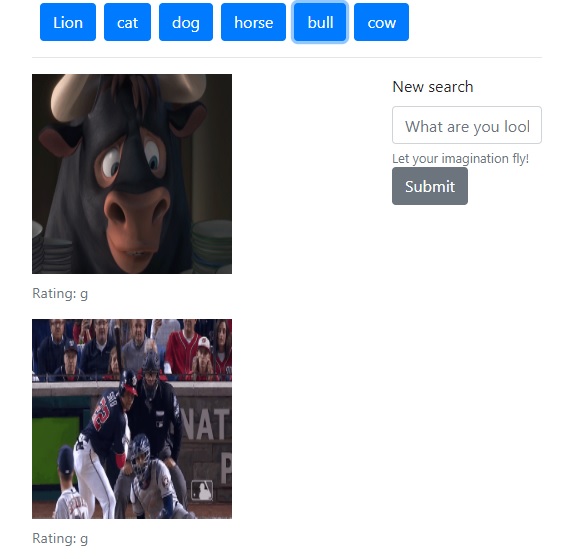 Lion cat dog horse bull cow
New search
What are you lool
Let your imagination fly!
Submit
Rating: g
NAT
P
Rating: g